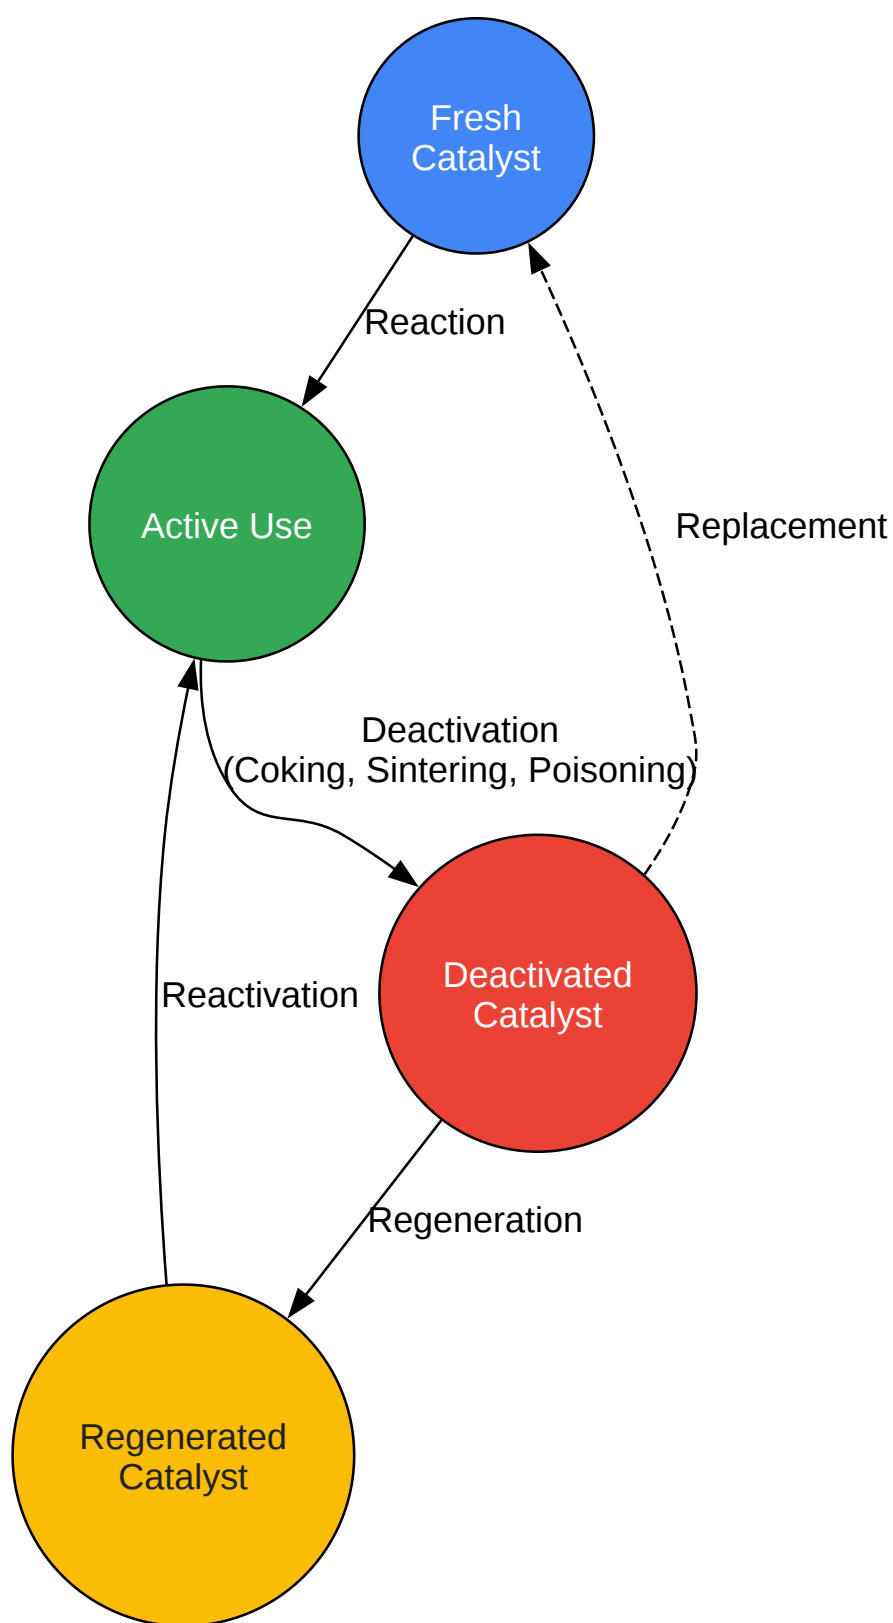 Fresh
Catalyst
Reaction
Active Use
Replacement
Deactivation
(Coking, Sintering, Poisoning)
Deactivated
Catalyst
Reactivation
Regeneration
Regenerated
Catalyst